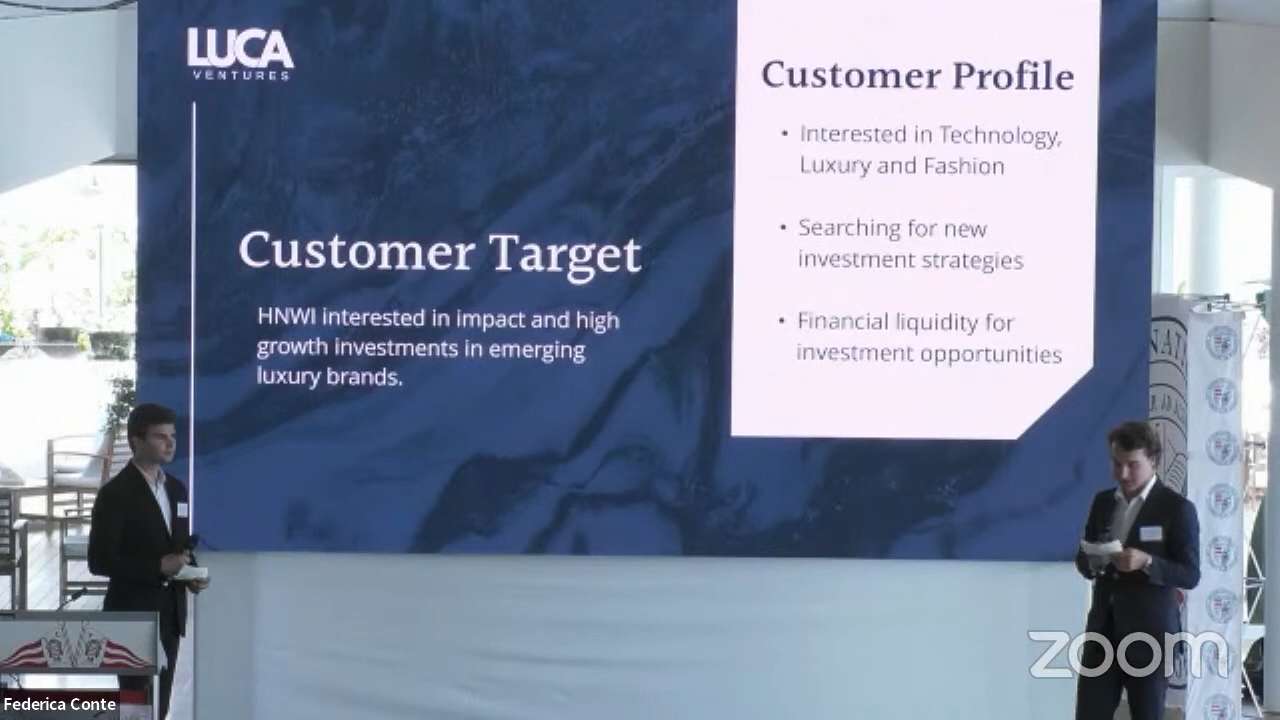 LUCA
VENTURES
Customer Target
HNWI interested in impact and high
growth investments in emerging
luxury brands.
Customer Profile
• Interested in Technology,
Luxury and Fashion
• Searching for new
investment strategies
• Financial liquidity for
investment opportunities
zoom
Federica Conte